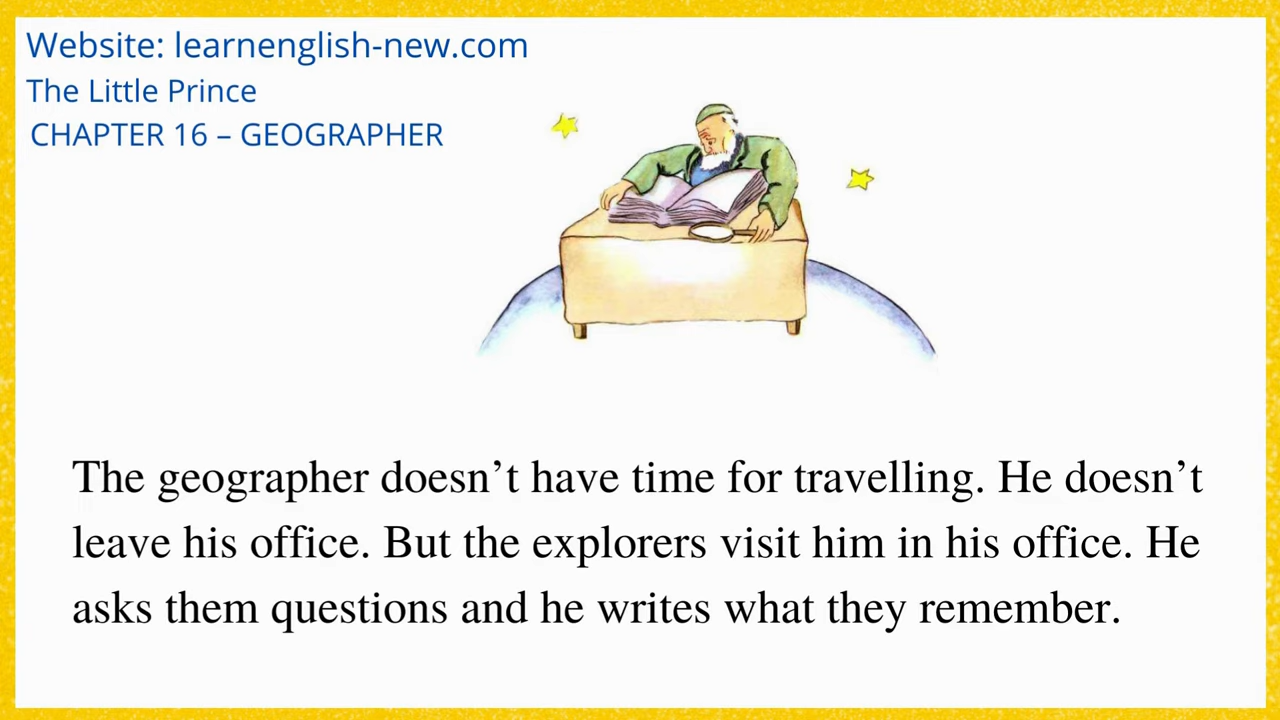 Website: learnenglish-new.com
The Little Prince
CHAPTER 16 – GEOGRAPHER
The geographer doesn’t have time for travelling. He doesn’t
leave his office. But the explorers visit him in his office. He
asks them questions and he writes what they remember.